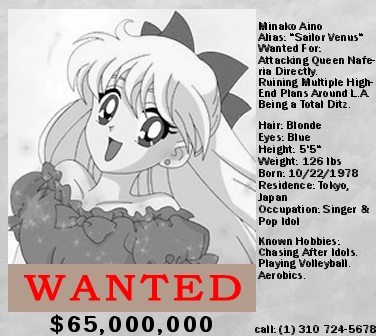 Minako Aino
Alias: "Sailor Venus"
Wanted For:
Attacking Queen Nafe-
ria Directly.
Ruining Multiple High-
End Plans Around L.A
Being a Total Ditz.
Hair: Blonde
Eyes: Blue
Height: 5'5"
Weight: 126 lbs
Born: 10/22/1978
Residence: Tokyo,
Japan
Occupation: Singer &
Pop Idol
Known Hobbies:
Chasing After Idols.
Playing Volleyball.
Aerobics.
WANTED
$65,000,000
call: (1) 310 724-5678